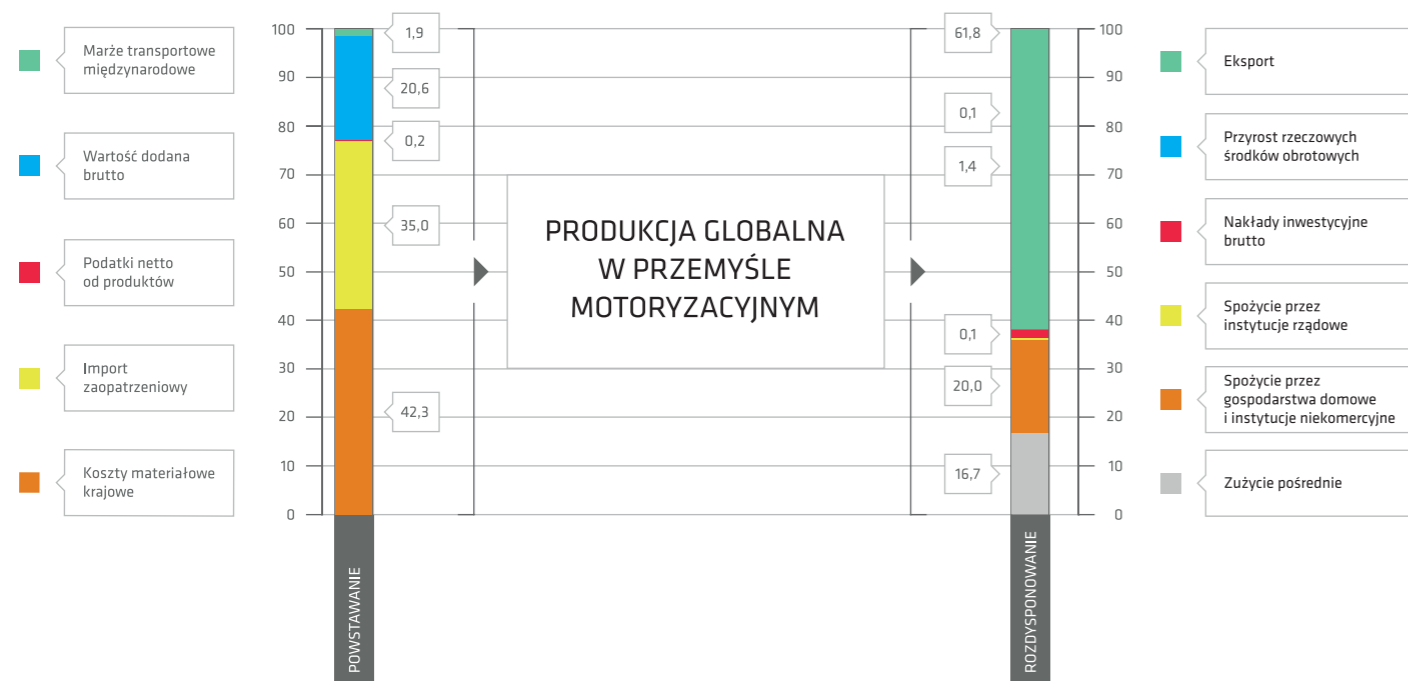 Marże transportowe
międzynarodowe
Wartość dodana
brutto
Podatki netto
od produktów
Import
zaopatrzeniowy
Koszty materiałowe
krajowe
100
90
80
70
60
50
40
30
20
10
0
1,9
20,6
0,2
35,0
42,3
POWSTAWANIE
PRODUKCJA GLOBALNA
W PRZEMYŚLE
MOTORYZACYJNYM
61,8
0,1
1,4
0,1
20,0
16,7
ROZDYSPONOWANIE
100
90
80
70
60
50
40
30
20
10
0
Eksport
Przyrost rzeczowych
środków obrotowych
Nakłady inwestycyjne
brutto
Spożycie przez
instytucje rządowe
Spożycie przez
gospodarstwa domowe
i instytucje niekomercyjne
Zużycie pośrednie